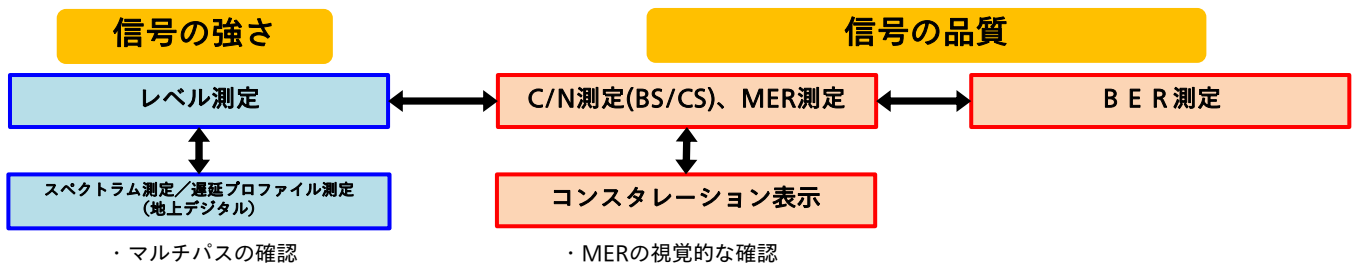 信号の強さ
信号の品質
レベル測定
C/N測定(BS/CS)、MER測定
ＢＥＲ測定
スペクトラム測定／遅延プロファイル測定
(地上デジタル)
コンスタレーション表示
・マルチパスの確認
・MERの視覚的な確認